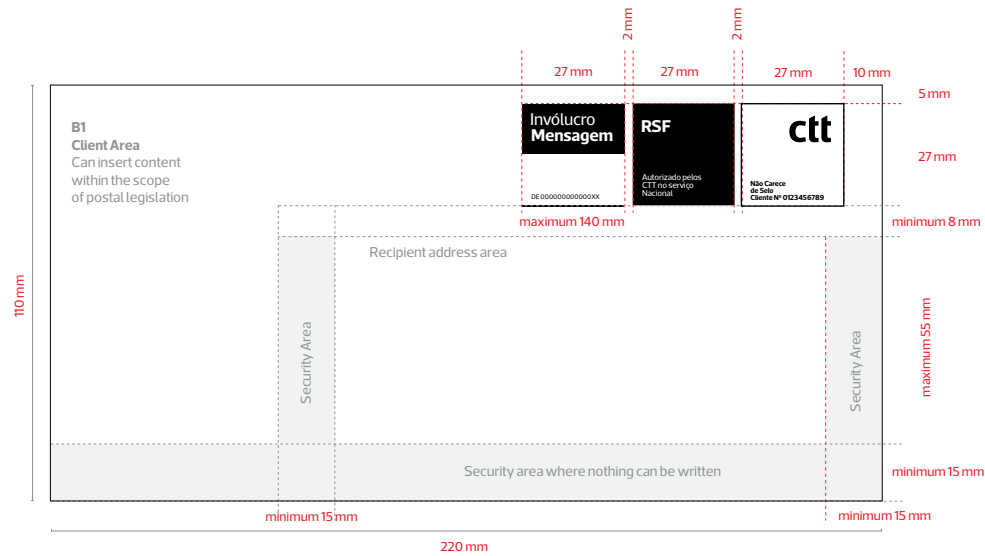 2 mm
2 mm
27 mm
27 mm
27 mm
10 mm
5 mm
B1
Client Area
Can insert content
within the scope
of postal legislation
Invólucro
Mensagem
DE 000000000000XX
RSF
Autorizado pelos
CTT no serviço
Nacional
ctt
Não Carece
de Selo
Cliente Nº 0123456789
27 mm
maximum 140 mm
minimum 8 mm
Recipient address area
110 mm
Security Area
Security Area
maximum 55 mm
Security area where nothing can be written
minimum 15 mm
minimum 15 mm
minimum 15 mm
220 mm